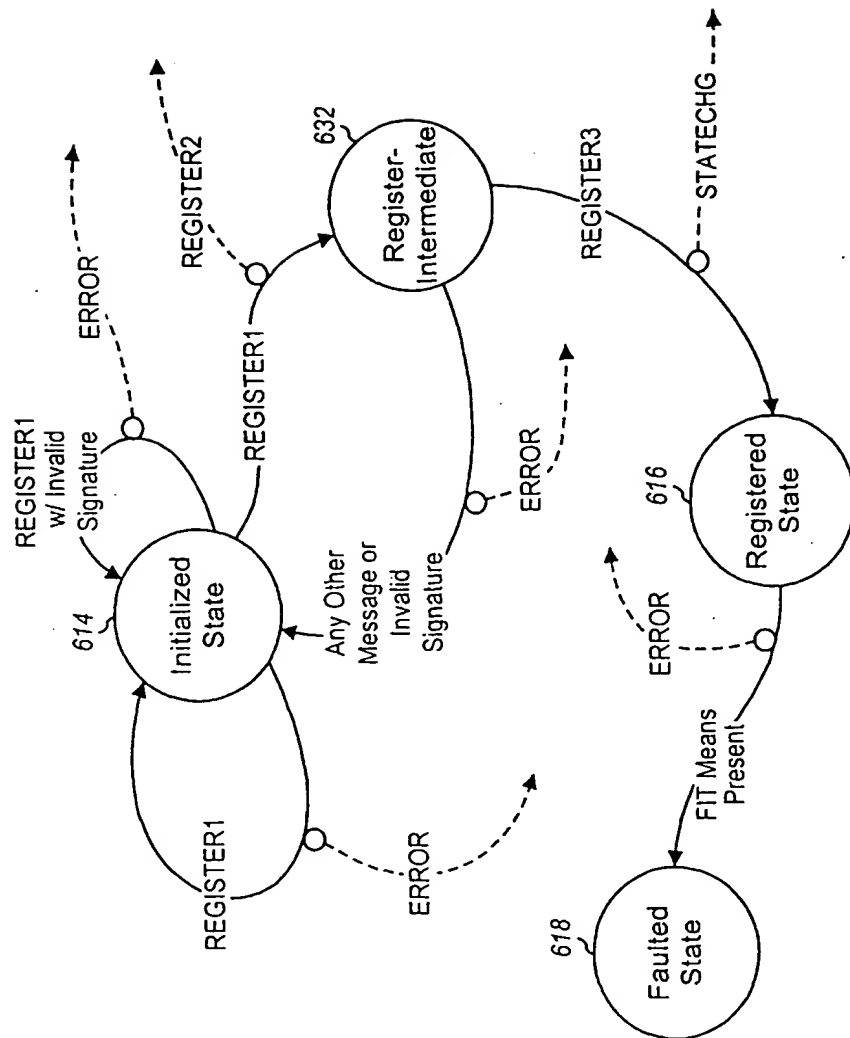 REGISTER1
w/ Invalid
Signature
ERROR
614
Initialized
State
REGISTER2
REGISTER1
REGISTER1
632
Register-
Intermediate
Any Other
Message or
Invalid
Signature
ERROR
ERROR
REGISTER3
618
Faulted
State
ERROR
616
Registered
State
STATECHG
FIT Means
Present